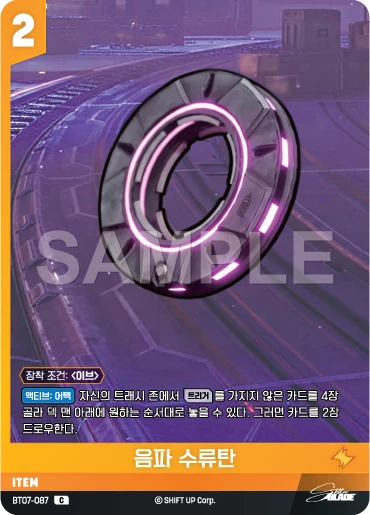 2
SAMPLE
장착 조건: <이브>
액티브: 어택 자신의 트래시 존에서 트리거 를 가지지 않은 카드를 4장
골라 덱 맨 아래에 원하는 순서대로 놓을 수 있다. 그러면 카드를 2장
드로우한다.
음파 수류탄
ITEM
BT07-087 C
© SHIFT UP Corp.
Stellar BLADE